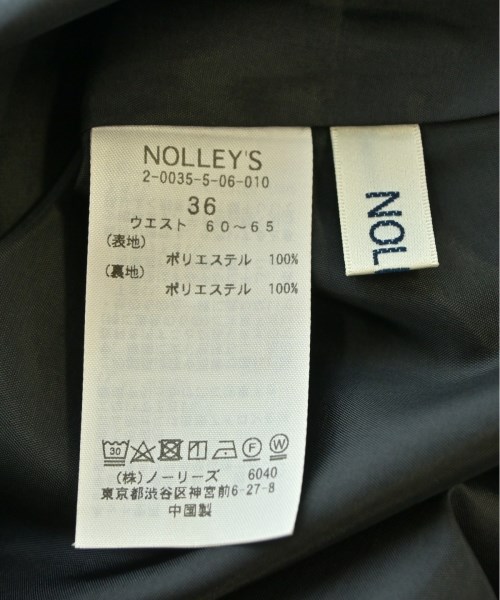 NOLLEY'S
2-0035-5-06-010
36
ウエスト 60~65
(表地)
ポリエステル 100%
(裏地)
ポリエステル 100%
30
F W
(株)ノーリーズ 6040
東京都渋谷区神宮前6-27-8
中国製
NOL